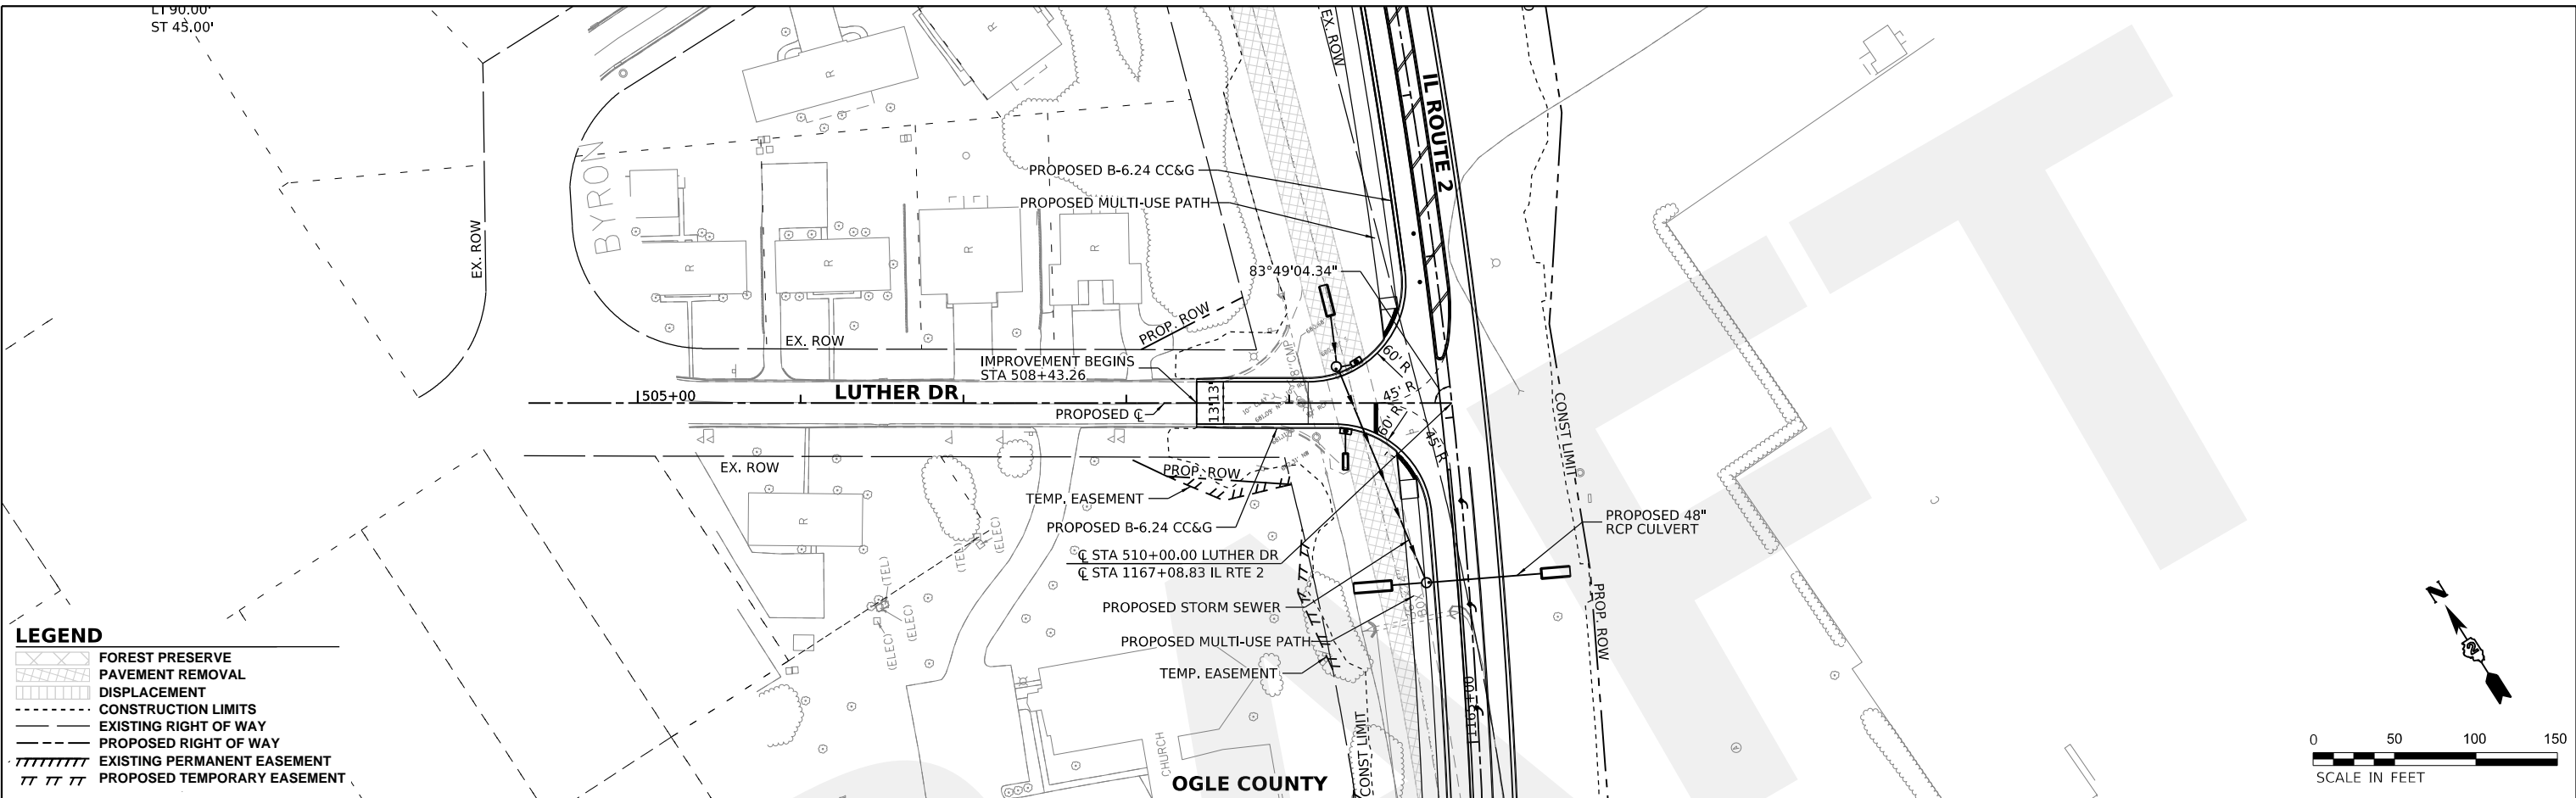 LT 90.00'
ST 45.00'
EX. ROW
IL ROUTE 2
BYRON
R
R
R
R
R
R
EX. ROW
PROPOSED B-6.24 CC&G
PROPOSED MULTI-USE PATH
83°49'04.34"
PROP. ROW
EX. ROW
IMPROVEMENT BEGINS
STA 508+43.26
60' R
45' R
505+00
LUTHER DR
13'13'
PROPOSED ℄
60' R
45' R
CONST LIMIT
EX. ROW
PROP. ROW
TEMP. EASEMENT
R
PROPOSED B-6.24 CC&G
PROPOSED 48"
RCP CULVERT
(TEL)
(ELEC)
℄ STA 510+00.00 LUTHER DR
℄ STA 1167+08.83 IL RTE 2
(TEL)
(ELEC)
(ELEC)
PROPOSED STORM SEWER
PROP. ROW
PROPOSED MULTI-USE PATH
TEMP. EASEMENT
1165+00
CHURCH
CONST LIMIT
OGLE COUNTY
LEGEND
FOREST PRESERVE
PAVEMENT REMOVAL
DISPLACEMENT
CONSTRUCTION LIMITS
EXISTING RIGHT OF WAY
PROPOSED RIGHT OF WAY
EXISTING PERMANENT EASEMENT
PROPOSED TEMPORARY EASEMENT
N
2
0 50 100 150
SCALE IN FEET